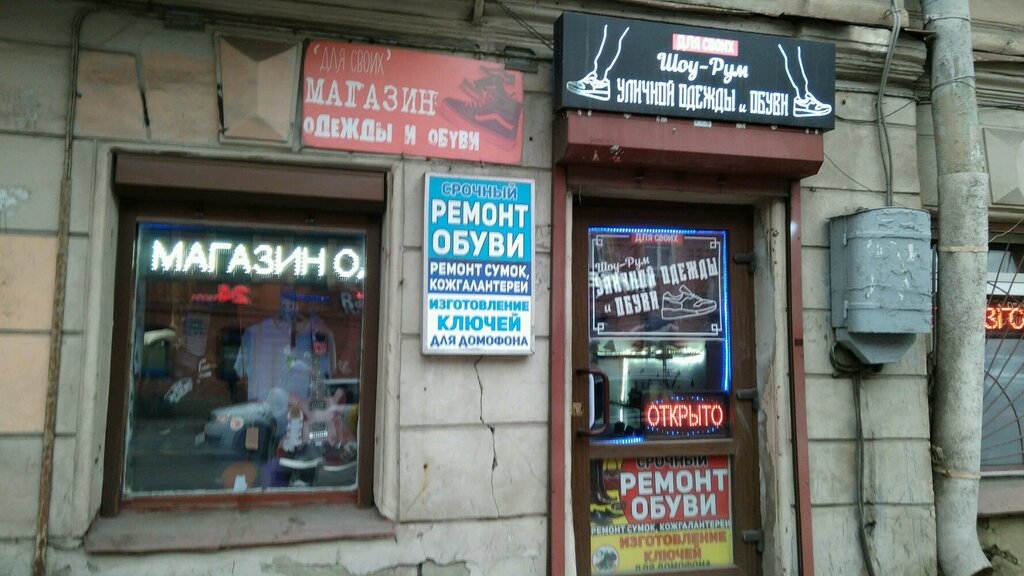 "ДЛЯ СВОИХ"
МАГАЗИН
ОДЕЖДЫ И ОБУВИ
ДЛЯ СВОИХ
Шоу-Рум
УЛИЧНОЙ ОДЕЖДЫ и ОБУВИ
СРОЧНЫЙ
РЕМОНТ
ОБУВИ
РЕМОНТ СУМОК,
КОЖГАЛАНТЕРЕИ
ИЗГОТОВЛЕНИЕ
КЛЮЧЕЙ
ДЛЯ ДОМОФОНА
МАГАЗИН О
ДЛЯ СВОИХ
Шоу-Рум
УЛИЧНОЙ ОДЕЖДЫ
и ОБУВИ
ОТКРЫТО
СРОЧНЫЙ
РЕМОНТ
ОБУВИ
РЕМОНТ СУМОК, КОЖГАЛАНТЕРЕИ
ИЗГОТОВЛЕНИЕ
КЛЮЧЕЙ
ДЛЯ ДОМОФОНА